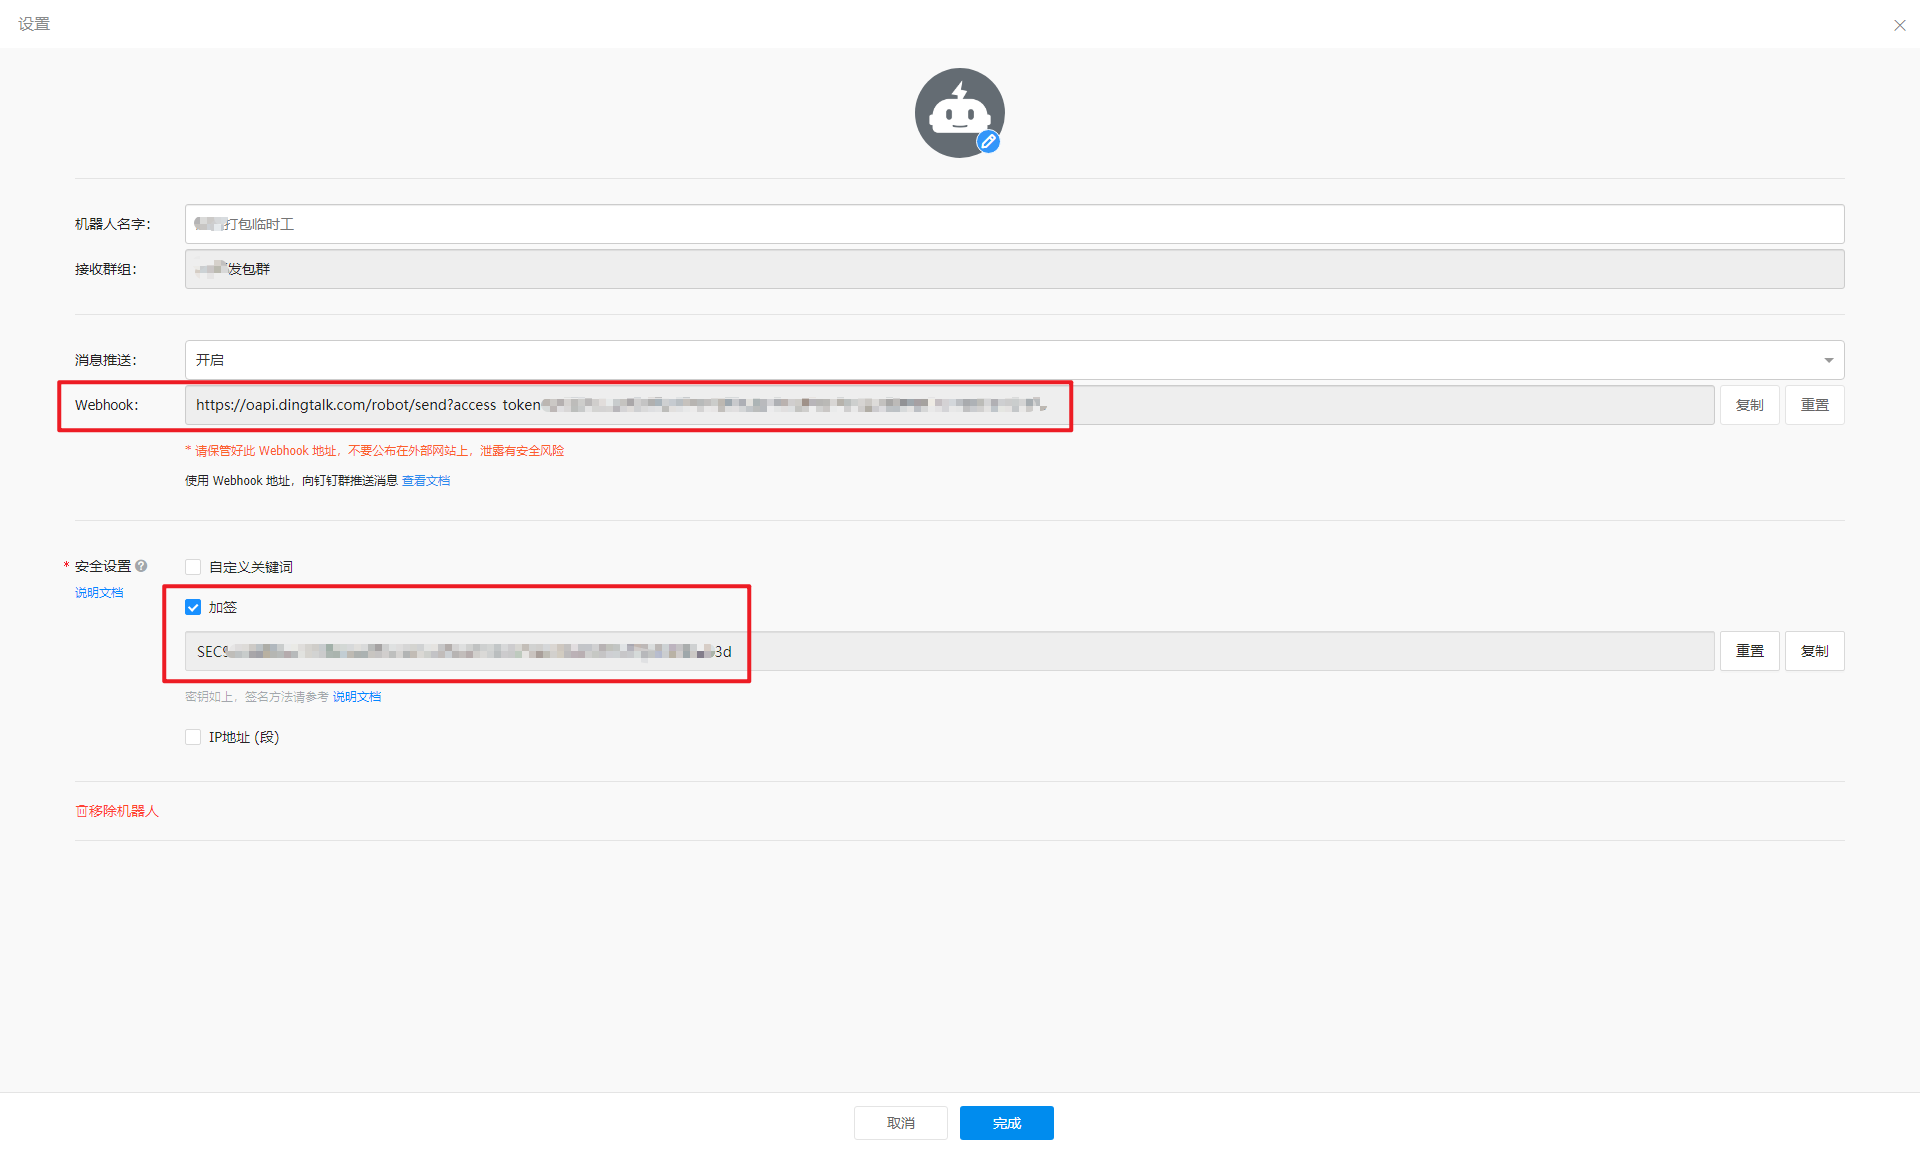 设置
机器人名字：
打包临时工
接收群组：
发包群
消息推送：
开启
Webhook：
https://oapi.dingtalk.com/robot/send?access_token
复制
重置
* 请保管好此 Webhook 地址，不要公布在外部网站上，泄露有安全风险
使用 Webhook 地址，向钉钉群推送消息 查看文档
* 安全设置
自定义关键词
说明文档
加签
SEC
3d
重置
复制
密钥如上，签名方法请参考 说明文档
IP地址 (段)
移除机器人
取消
完成